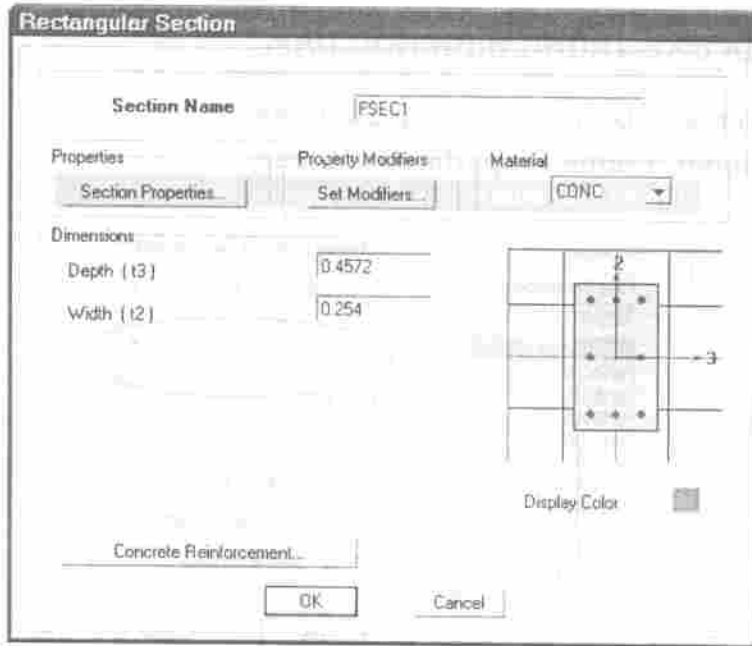 Rectangular Section
Section Name FSEC1
Properties Property Modifiers Material
Section Properties... Set Modifiers... CONC
Dimensions
Depth ( t3 ) 0.4572
Width ( t2 ) 0.254
2
3
Display Color
Concrete Reinforcement...
OK Cancel